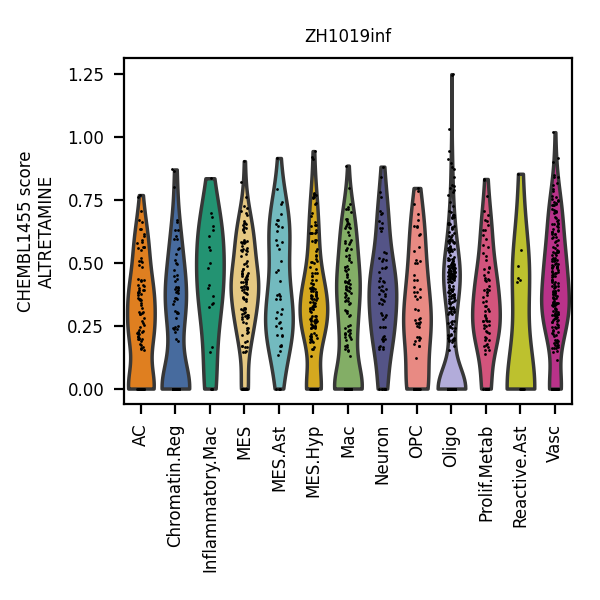 ZH1019inf
CHEMBL1455 score
ALTRETAMINE
1.25
1.00
0.75
0.50
0.25
0.00
AC
Chromatin.Reg
Inflammatory.Mac
MES
MES.Ast
MES.Hyp
Mac
Neuron
OPC
Oligo
Prolif.Metab
Reactive.Ast
Vasc